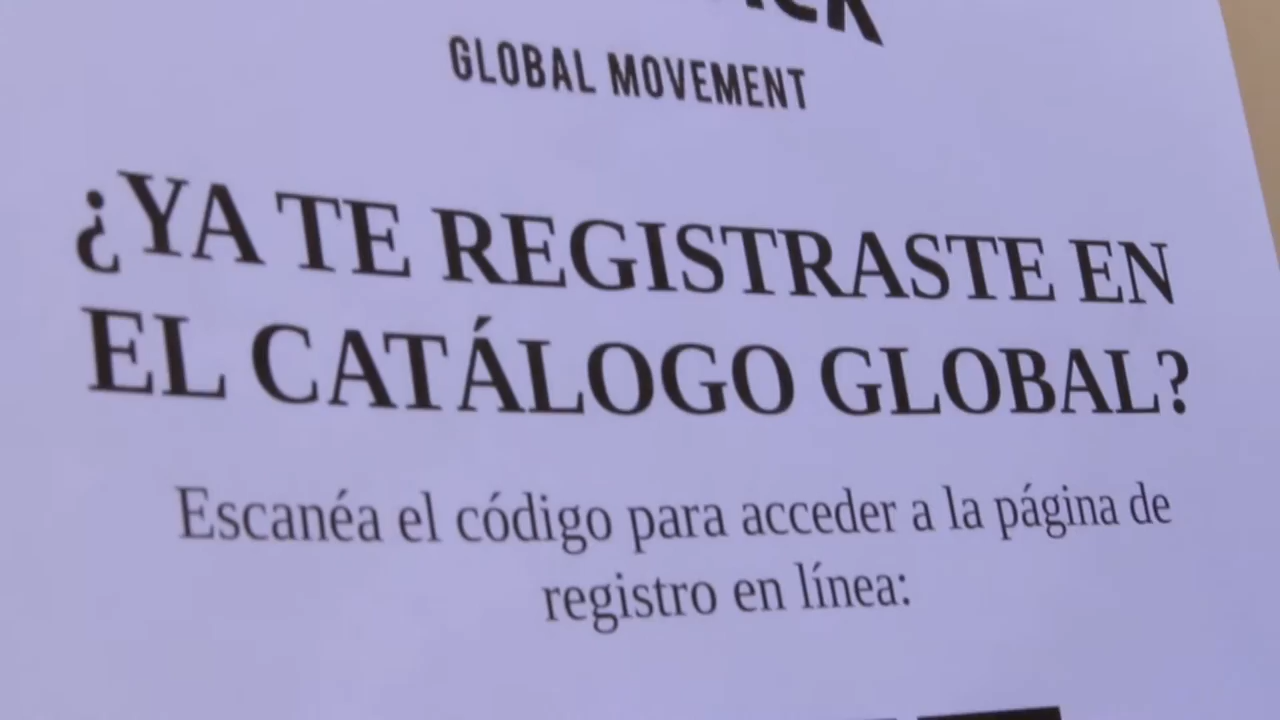 GLOBAL MOVEMENT
¿YA TE REGISTRASTE EN
EL CATÁLOGO GLOBAL?
Escanéa el código para acceder a la página de
registro en línea: